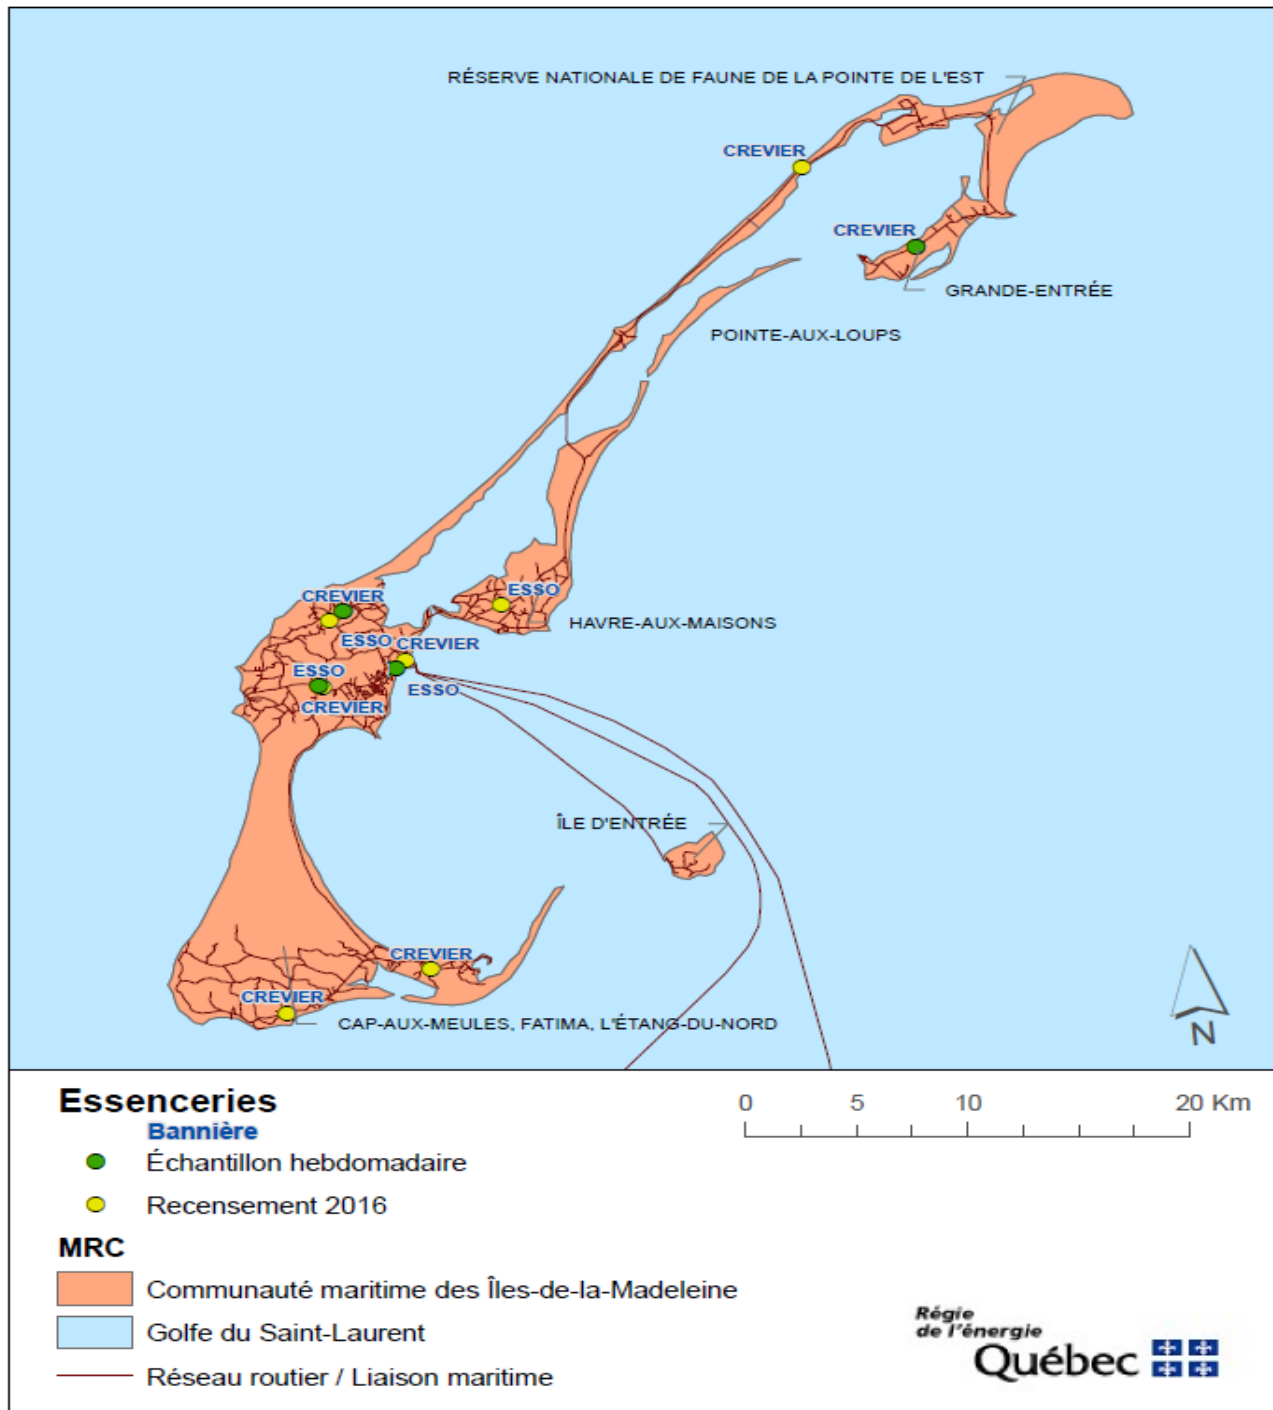 RÉSERVE NATIONALE DE FAUNE DE LA POINTE DE L'EST
CREVIER
CREVIER
GRANDE-ENTRÉE
POINTE-AUX-LOUPS
CREVIER
ESSO
HAVRE-AUX-MAISONS
ESSO
CREVIER
ESSO
ESSO
CREVIER
ÎLE D'ENTRÉE
CREVIER
CREVIER
CAP-AUX-MEULES, FATIMA, L'ÉTANG-DU-NORD
N
Essenceries
Bannière
Échantillon hebdomadaire
Recensement 2016
0 5 10 20 Km
MRC
Communauté maritime des Îles-de-la-Madeleine
Golfe du Saint-Laurent
Réseau routier / Liaison maritime
Régie
de l'énergie
Québec